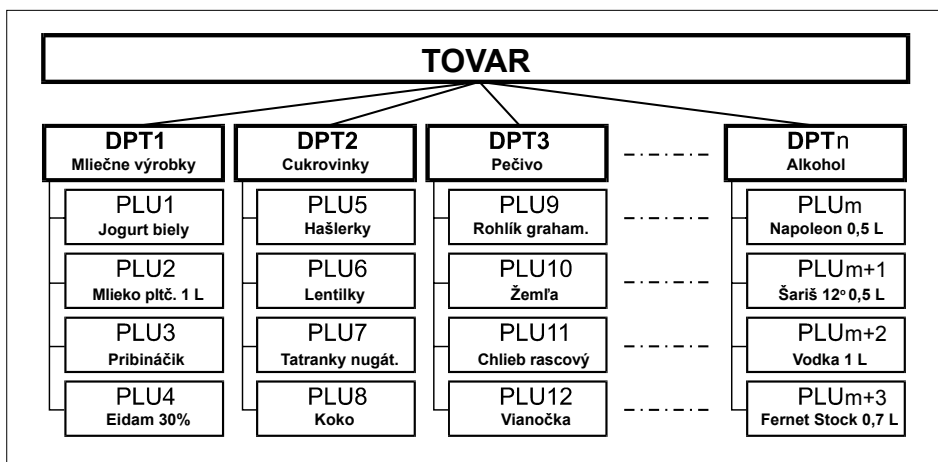 TOVAR
DPT1
Mliečne výrobky
PLU1
Jogurt biely
PLU2
Mlieko pltč. 1 L
PLU3
Pribináčik
PLU4
Eidam 30%
DPT2
Cukrovinky
PLU5
Hašlerky
PLU6
Lentilky
PLU7
Tatranky nugát.
PLU8
Koko
DPT3
Pečivo
PLU9
Rohlík graham.
PLU10
Žemľa
PLU11
Chlieb rascový
PLU12
Vianočka
DPTn
Alkohol
PLUm
Napoleon 0,5 L
PLUm+1
Šariš 12° 0,5 L
PLUm+2
Vodka 1 L
PLUm+3
Fernet Stock 0,7 L